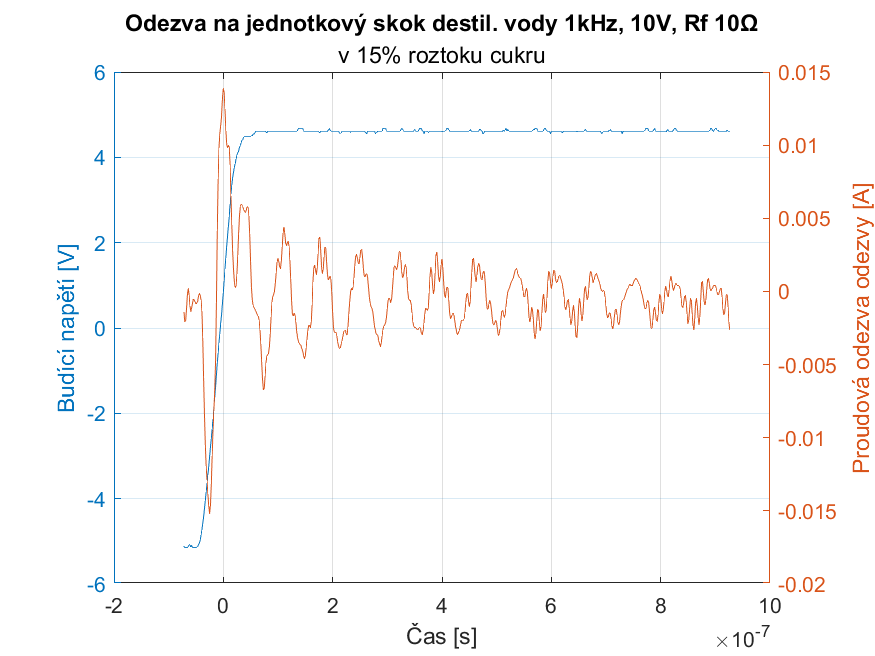 Odezva na jednotkový skok destil. vody 1kHz, 10V, Rf 10Ω
v 15% roztoku cukru
6
4
2
0
-2
-4
-6
Budící napětí [V]
0.015
0.01
0.005
0
-0.005
-0.01
-0.015
-0.02
Proudová odezva odezvy [A]
-2 0 2 4 6 8 10
Čas [s]
×10-7